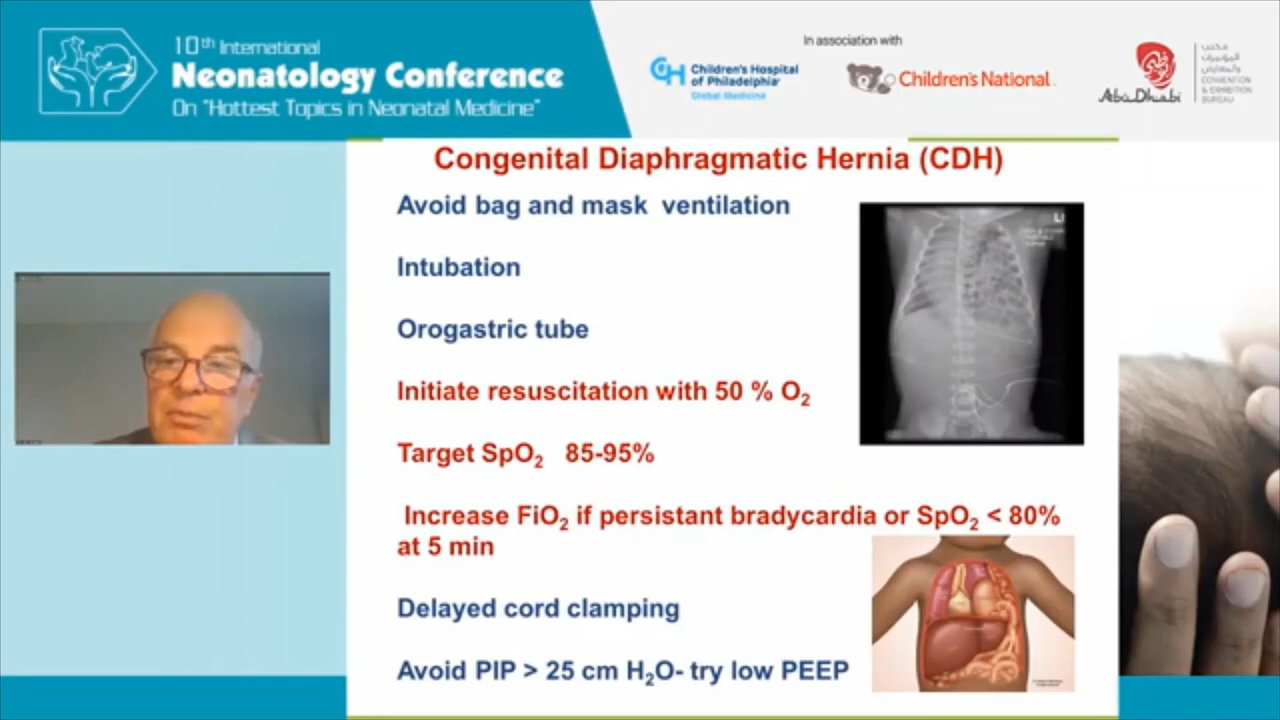 10th International
Neonatology Conference
On "Hottest Topics in Neonatal Medicine"
In association with
Children's Hospital
of Philadelphia
Global Medicine
Children's National
Abu Dhabi
مكتب
المؤتمرات
والمعارض
CONVENTION
& EXHIBITION
BUREAU
Congenital Diaphragmatic Hernia (CDH)
Avoid bag and mask ventilation
Intubation
Orogastric tube
Initiate resuscitation with 50 % O₂
Target SpO₂ 85-95%
Increase FiO₂ if persistant bradycardia or SpO₂ < 80%
at 5 min
Delayed cord clamping
Avoid PIP > 25 cm H₂O- try low PEEP